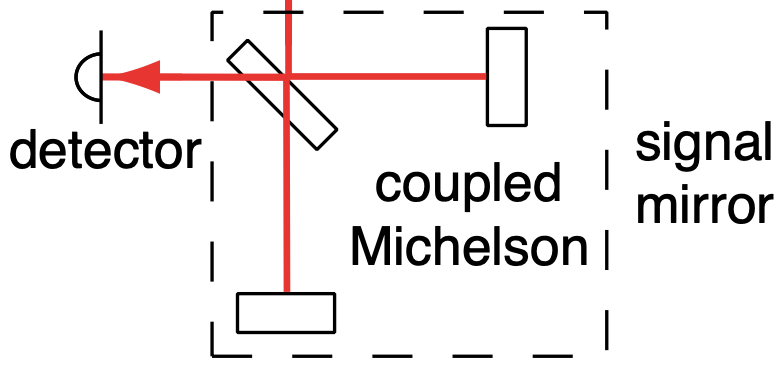 detector
coupled
Michelson
signal
mirror